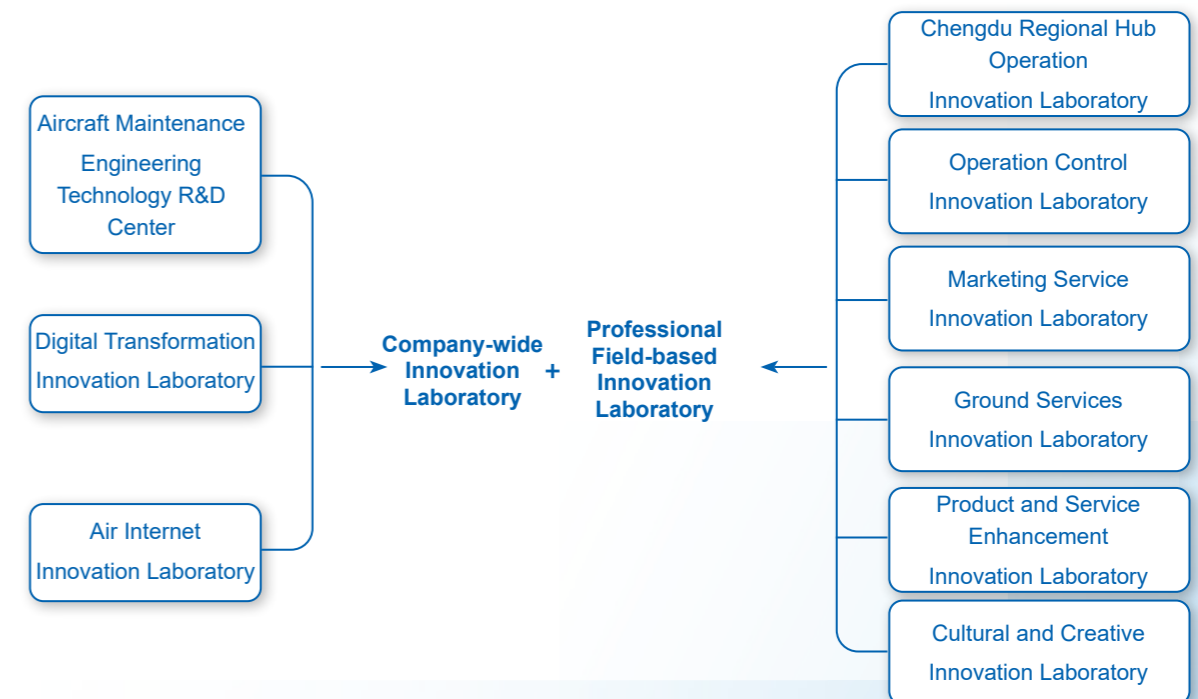 Aircraft Maintenance
Engineering
Technology R&D
Center
Digital Transformation
Innovation Laboratory
Air Internet
Innovation Laboratory
Company-wide
Innovation
Laboratory
+
Professional
Field-based
Innovation
Laboratory
Chengdu Regional Hub
Operation
Innovation Laboratory
Operation Control
Innovation Laboratory
Marketing Service
Innovation Laboratory
Ground Services
Innovation Laboratory
Product and Service
Enhancement
Innovation Laboratory
Cultural and Creative
Innovation Laboratory